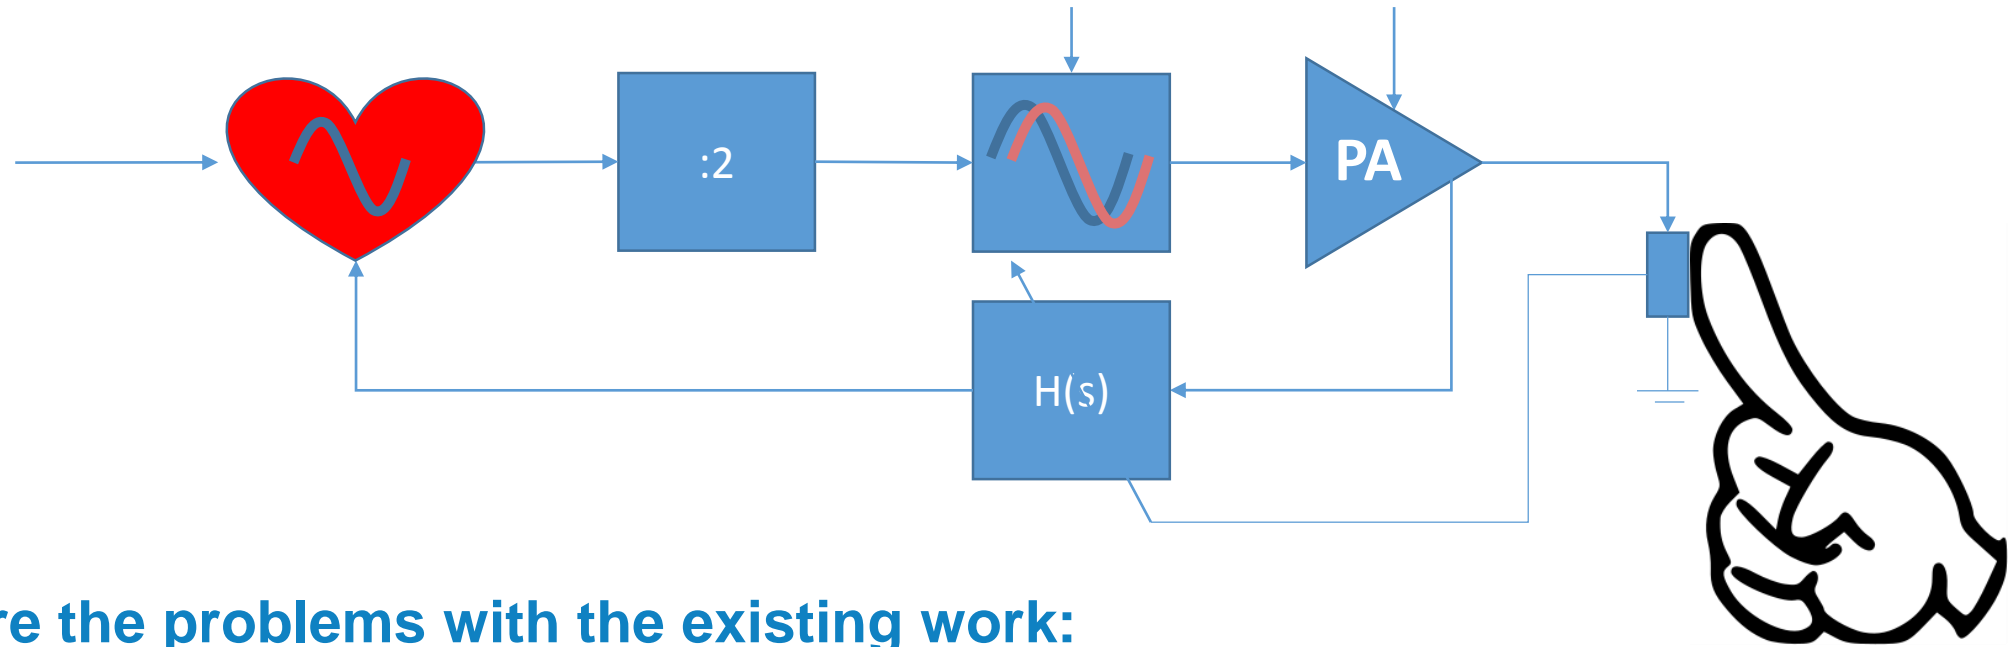 :2
PA
H(s)
re the problems with the existing work: